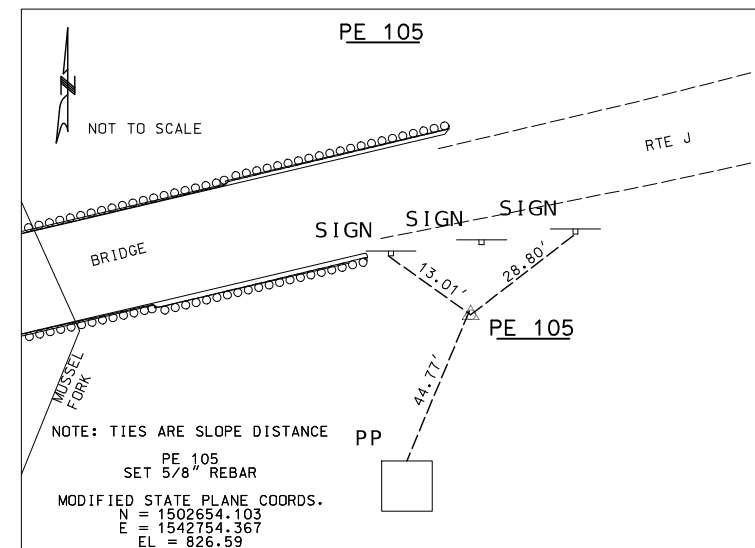 PE 105
N
NOT TO SCALE
RTE J
SIGN
SIGN
SIGN
BRIDGE
13.01'
28.80'
PE 105
44.77'
MUSSEL
FORK
NOTE: TIES ARE SLOPE DISTANCE
PP
PE 105
SET 5/8" REBAR
MODIFIED STATE PLANE COORDS.
N = 1502654.103
E = 1542754.367
EL = 826.59